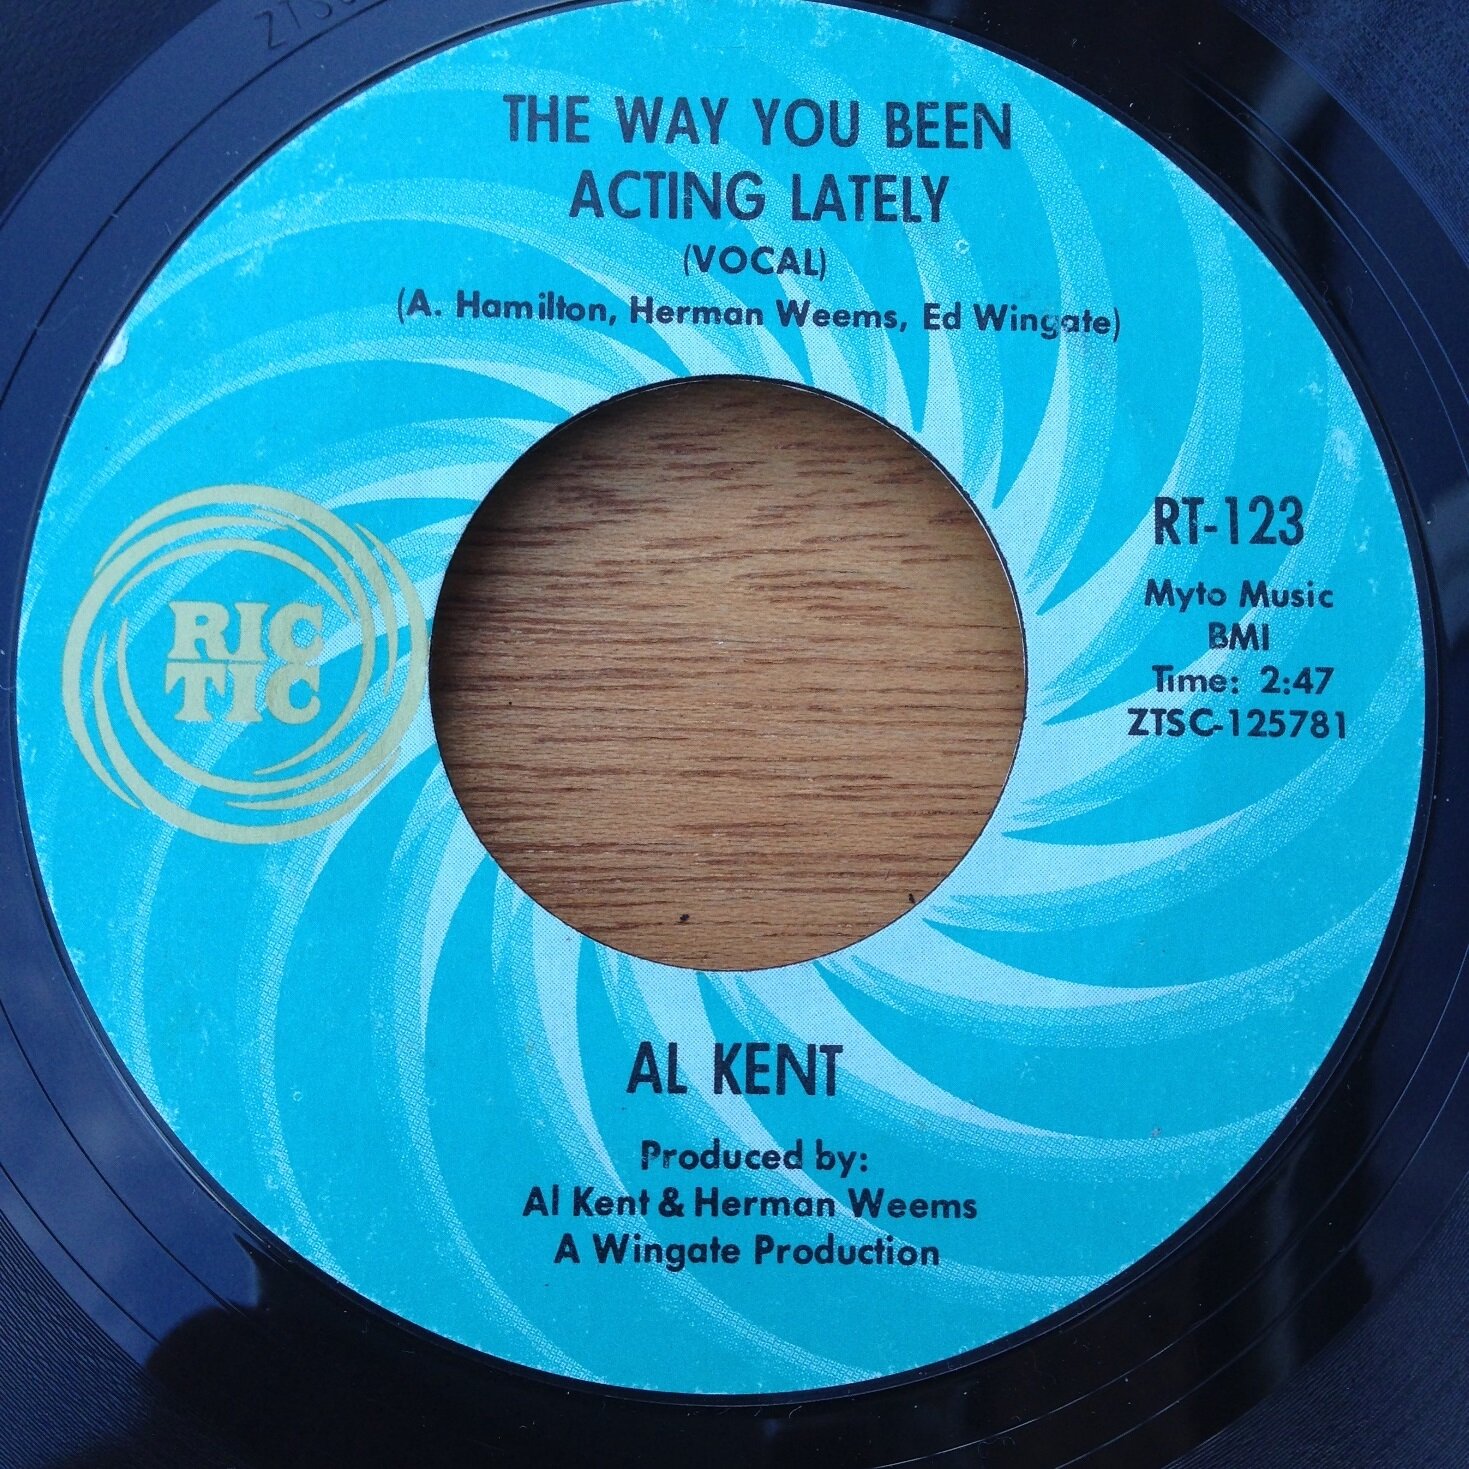 THE WAY YOU BEEN
ACTING LATELY
(VOCAL)
(A. Hamilton, Herman Weems, Ed Wingate)
RIC
TIC
RT-123
Myto Music
BMI
Time: 2:47
ZTSC-125781
AL KENT
Produced by:
Al Kent & Herman Weems
A Wingate Production